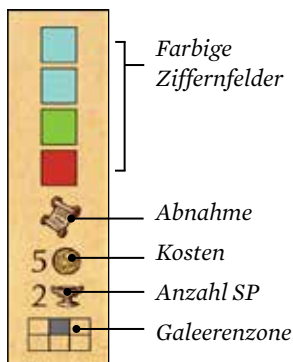 Farbige
Ziffernfelder
Abnahme
5 Kosten
2 Anzahl SP
Galeerenzone